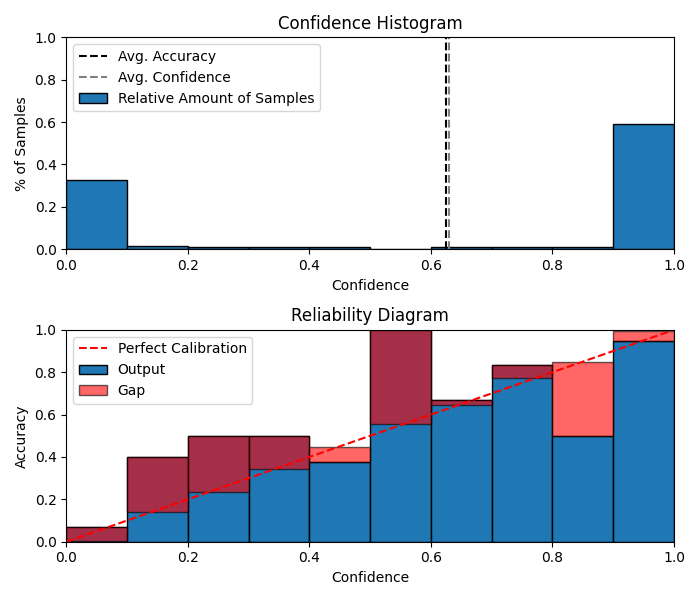 Confidence Histogram
1.0
0.8
0.6
0.4
0.2
0.0
% of Samples
Avg. Accuracy
Avg. Confidence
Relative Amount of Samples
0.0 0.2 0.4 0.6 0.8 1.0
Confidence
Reliability Diagram
1.0
0.8
0.6
0.4
0.2
0.0
Accuracy
Perfect Calibration
Output
Gap
0.0 0.2 0.4 0.6 0.8 1.0
Confidence